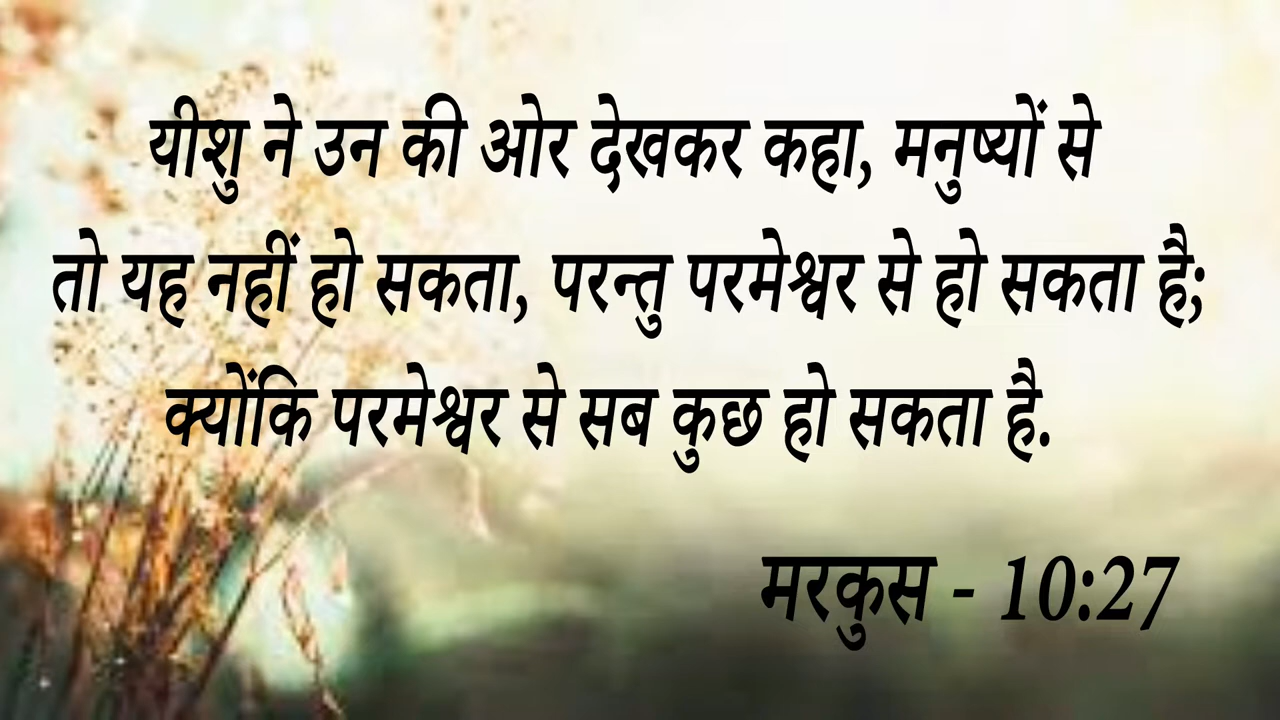 यीशु ने उन की ओर देखकर कहा, मनुष्यों से
तो यह नहीं हो सकता, परन्तु परमेश्वर से हो सकता है;
क्योंकि परमेश्वर से सब कुछ हो सकता है.
मरकुस - 10:27